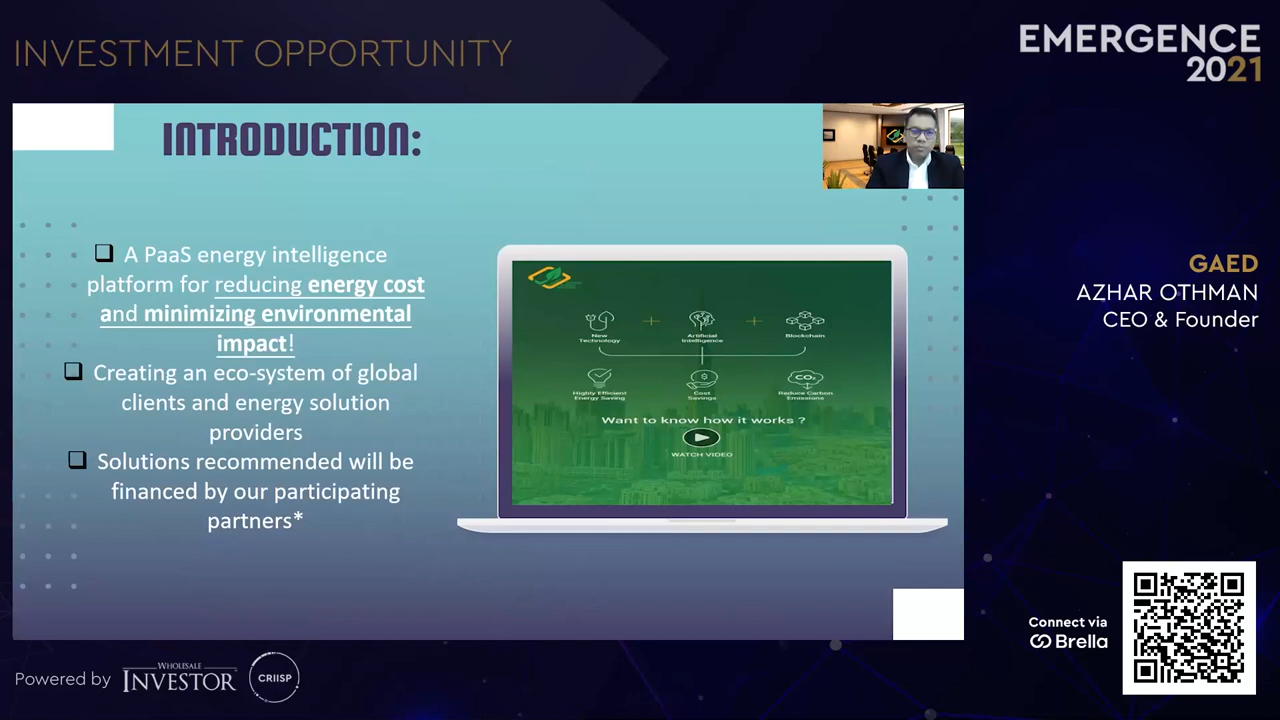 INVESTMENT OPPORTUNITY
EMERGENCE
2021
INTRODUCTION:
❑ A PaaS energy intelligence
platform for reducing energy cost
and minimizing environmental
impact!
❑ Creating an eco-system of global
clients and energy solution
providers
❑ Solutions recommended will be
financed by our participating
partners*
New
Technology
Artificial
Intelligence
Blockchain
Highly Efficient
Energy Saving
Cost
Savings
CO₂
Reduce Carbon
Emissions
Want to know how it works ?
WATCH VIDEO
GAED
AZHAR OTHMAN
CEO & Founder
Connect via
Brella
Powered by
WHOLESALE
INVESTOR
CRIISP